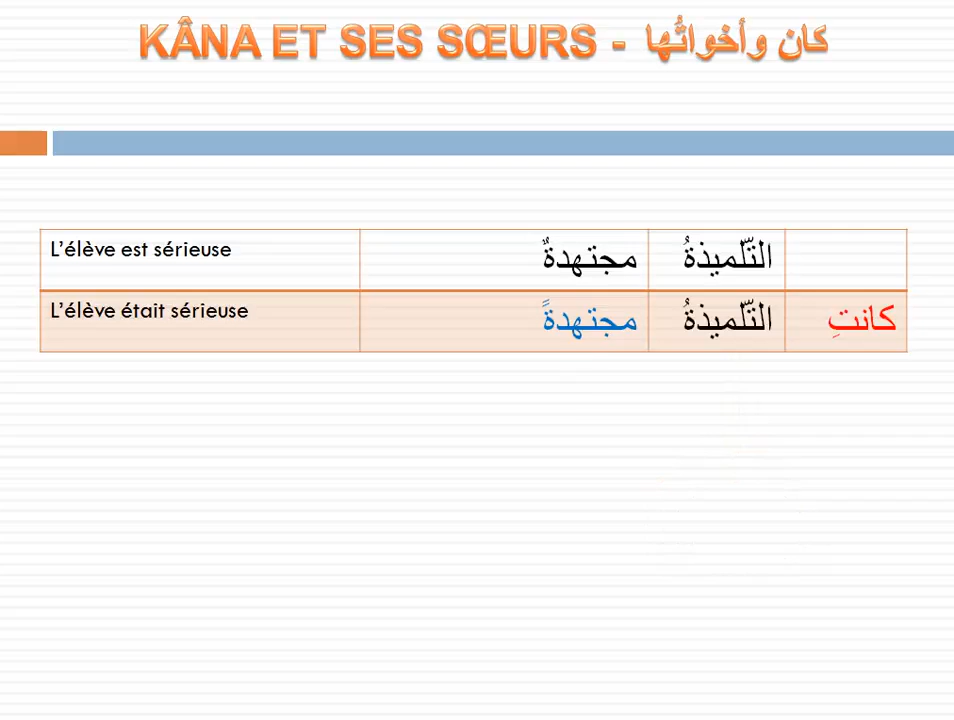 KÂNA ET SES SŒURS - كان وأخواتُها
L'élève est sérieuse التّلميذةُ مجتهدةٌ
L'élève était sérieuse كانتِ التّلميذةُ مجتهدةً